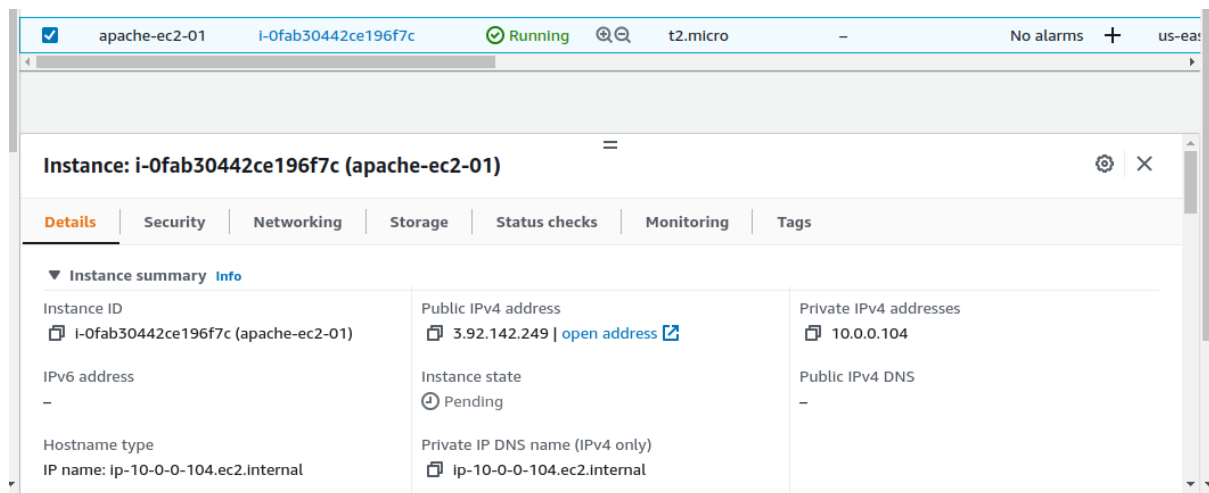 apache-ec2-01 i-0fab30442ce196f7c Running t2.micro – No alarms + us-eas
Instance: i-0fab30442ce196f7c (apache-ec2-01)
Details Security Networking Storage Status checks Monitoring Tags
Instance summary Info
Instance ID Public IPv4 address Private IPv4 addresses
i-0fab30442ce196f7c (apache-ec2-01) 3.92.142.249 | open address 10.0.0.104
IPv6 address Instance state Public IPv4 DNS
– Pending –
Hostname type Private IP DNS name (IPv4 only)
IP name: ip-10-0-0-104.ec2.internal ip-10-0-0-104.ec2.internal